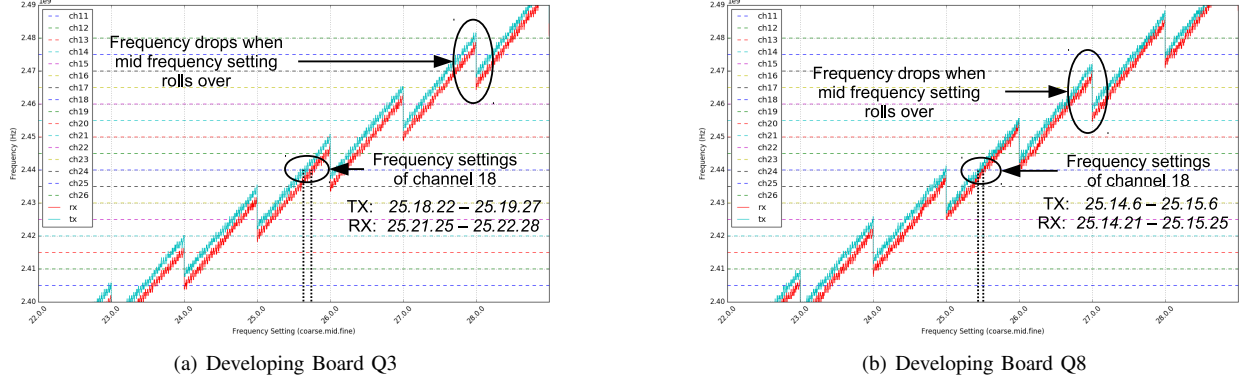 1e9
2.49
2.48
2.47
2.46
2.45
2.44
2.43
2.42
2.41
2.40
Frequency (Hz)
ch11
ch12
ch13
ch14
ch15
ch16
ch17
ch18
ch19
ch20
ch21
ch22
ch23
ch24
ch25
ch26
rx
tx
Frequency drops when
mid frequency setting
rolls over
Frequency settings
of channel 18
TX: 25.18.22 – 25.19.27
RX: 25.21.25 – 25.22.28
22.0.0
23.0.0
24.0.0
25.0.0
26.0.0
27.0.0
28.0.0
Frequency Setting (coarse.mid.fine)
(a) Developing Board Q3
1e9
2.49
2.48
2.47
2.46
2.45
2.44
2.43
2.42
2.41
2.40
Frequency (Hz)
ch11
ch12
ch13
ch14
ch15
ch16
ch17
ch18
ch19
ch20
ch21
ch22
ch23
ch24
ch25
ch26
rx
tx
Frequency drops when
mid frequency setting
rolls over
Frequency settings
of channel 18
TX: 25.14.6 – 25.15.6
RX: 25.14.21 – 25.15.25
22.0.0
23.0.0
24.0.0
25.0.0
26.0.0
27.0.0
28.0.0
Frequency Setting (coarse.mid.fine)
(b) Developing Board Q8